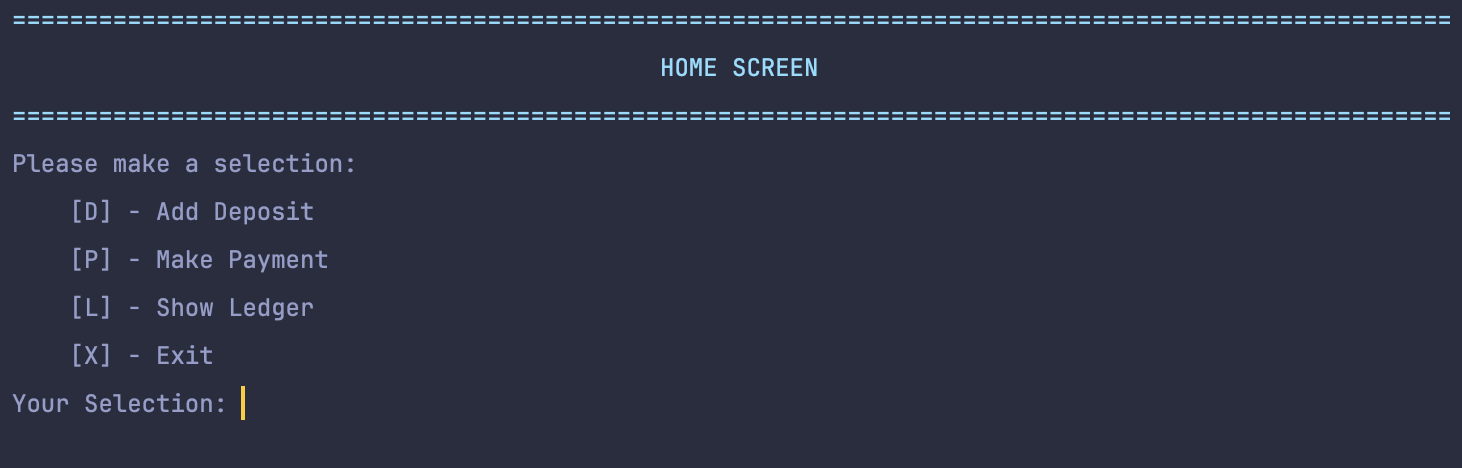 ====================================================================================================
HOME SCREEN
====================================================================================================
Please make a selection:
[D] - Add Deposit
[P] - Make Payment
[L] - Show Ledger
[X] - Exit
Your Selection: